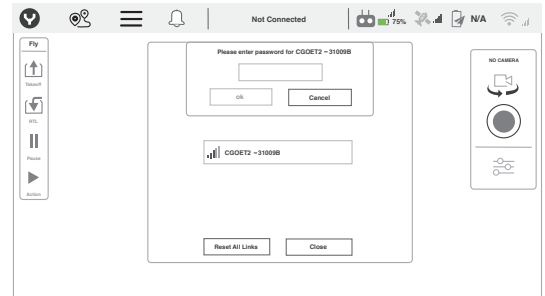 Not Connected
75%
N/A
Fly
Takeoff
RTL
Pause
Action
Please enter password for CGOET2 – 31009B
ok
Cancel
CGOET2 – 31009B
Reset All Links
Close
NO CAMERA